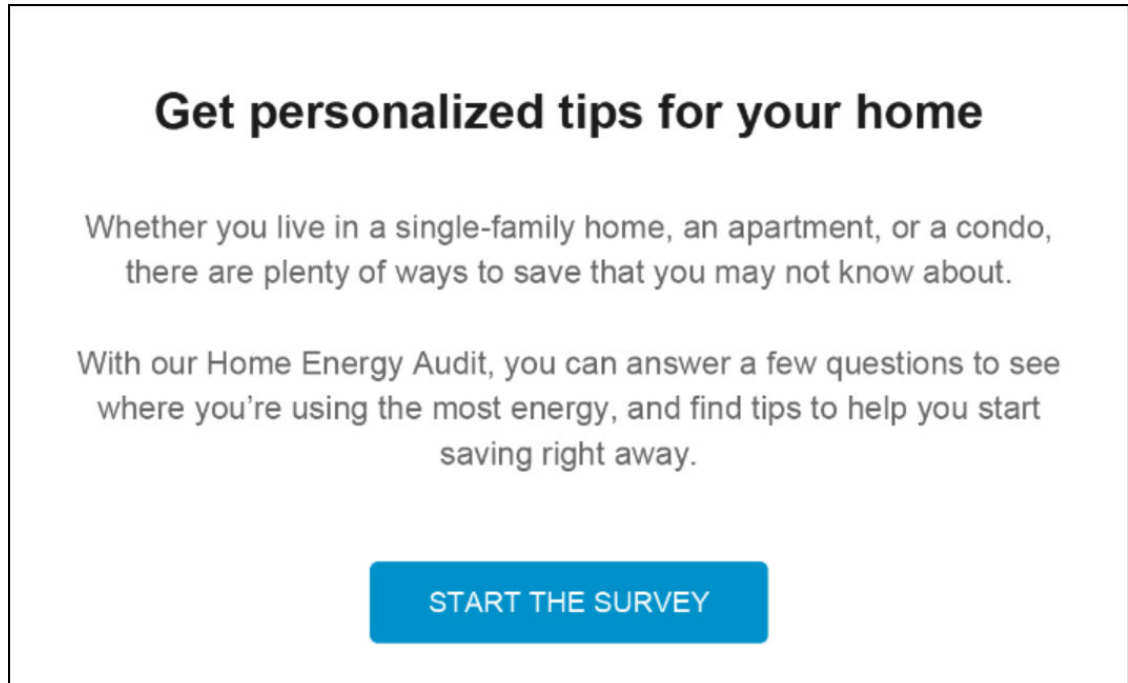 Get personalized tips for your home
Whether you live in a single-family home, an apartment, or a condo,
there are plenty of ways to save that you may not know about.
With our Home Energy Audit, you can answer a few questions to see
where you’re using the most energy, and find tips to help you start
saving right away.
START THE SURVEY